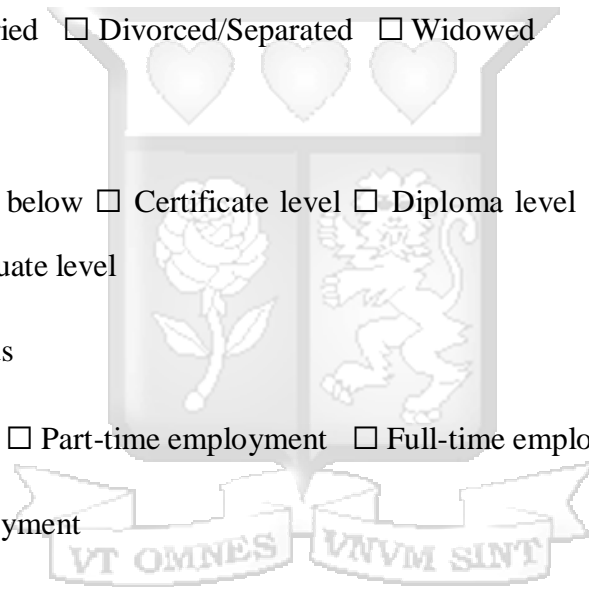 ried ☐ Divorced/Separated ☐ Widowed
below ☐ Certificate level ☐ Diploma level
uate level
s
☐ Part-time employment ☐ Full-time emplo
yment
VT OMNES VNVM SINT